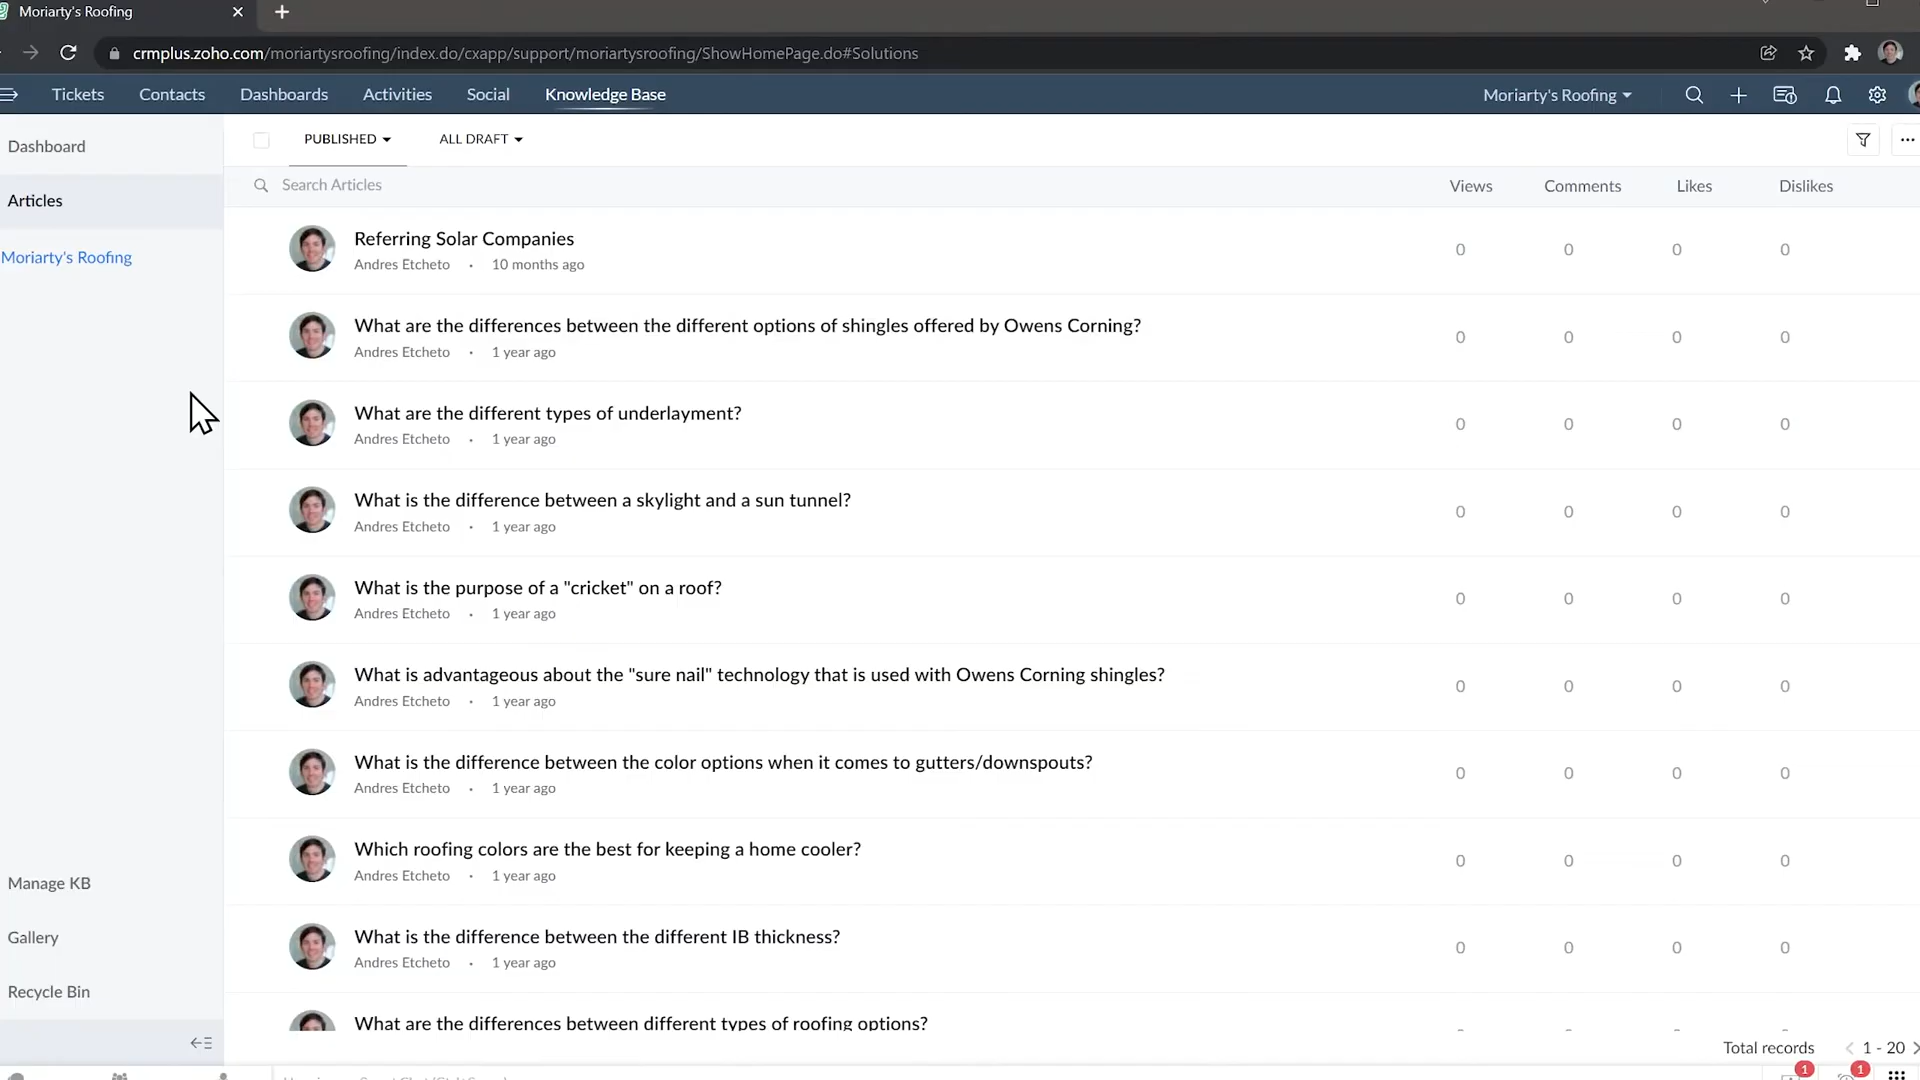 Moriarty's Roofing
crmplus.zoho.com/moriartysroofing/index.do/cxapp/support/moriartysroofing/ShowHomePage.do#Solutions
Tickets Contacts Dashboards Activities Social Knowledge Base Moriarty's Roofing
Dashboard
Articles
Moriarty's Roofing
Manage KB
Gallery
Recycle Bin
PUBLISHED ALL DRAFT
Search Articles Views Comments Likes Dislikes
Referring Solar Companies
Andres Etcheto · 10 months ago 0 0 0 0
What are the differences between the different options of shingles offered by Owens Corning?
Andres Etcheto · 1 year ago 0 0 0 0
What are the different types of underlayment?
Andres Etcheto · 1 year ago 0 0 0 0
What is the difference between a skylight and a sun tunnel?
Andres Etcheto · 1 year ago 0 0 0 0
What is the purpose of a "cricket" on a roof?
Andres Etcheto · 1 year ago 0 0 0 0
What is advantageous about the "sure nail" technology that is used with Owens Corning shingles?
Andres Etcheto · 1 year ago 0 0 0 0
What is the difference between the color options when it comes to gutters/downspouts?
Andres Etcheto · 1 year ago 0 0 0 0
Which roofing colors are the best for keeping a home cooler?
Andres Etcheto · 1 year ago 0 0 0 0
What is the difference between the different IB thickness?
Andres Etcheto · 1 year ago 0 0 0 0
What are the differences between different types of roofing options?
Total records 1 - 20
1 1